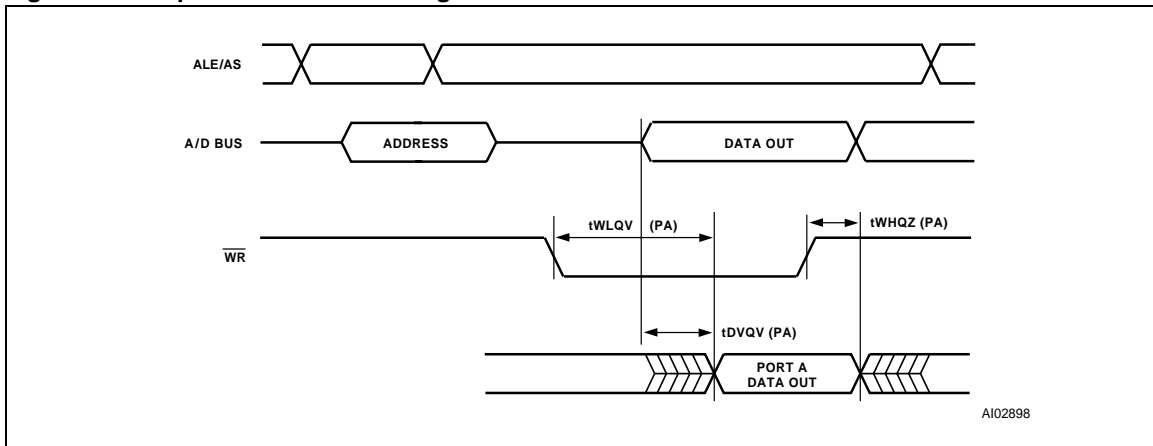 ALE/AS
A/D BUS
ADDRESS
DATA OUT
tWLQV (PA)
tWHQZ (PA)
WR
tDVQV (PA)
PORT A
DATA OUT
AI02898